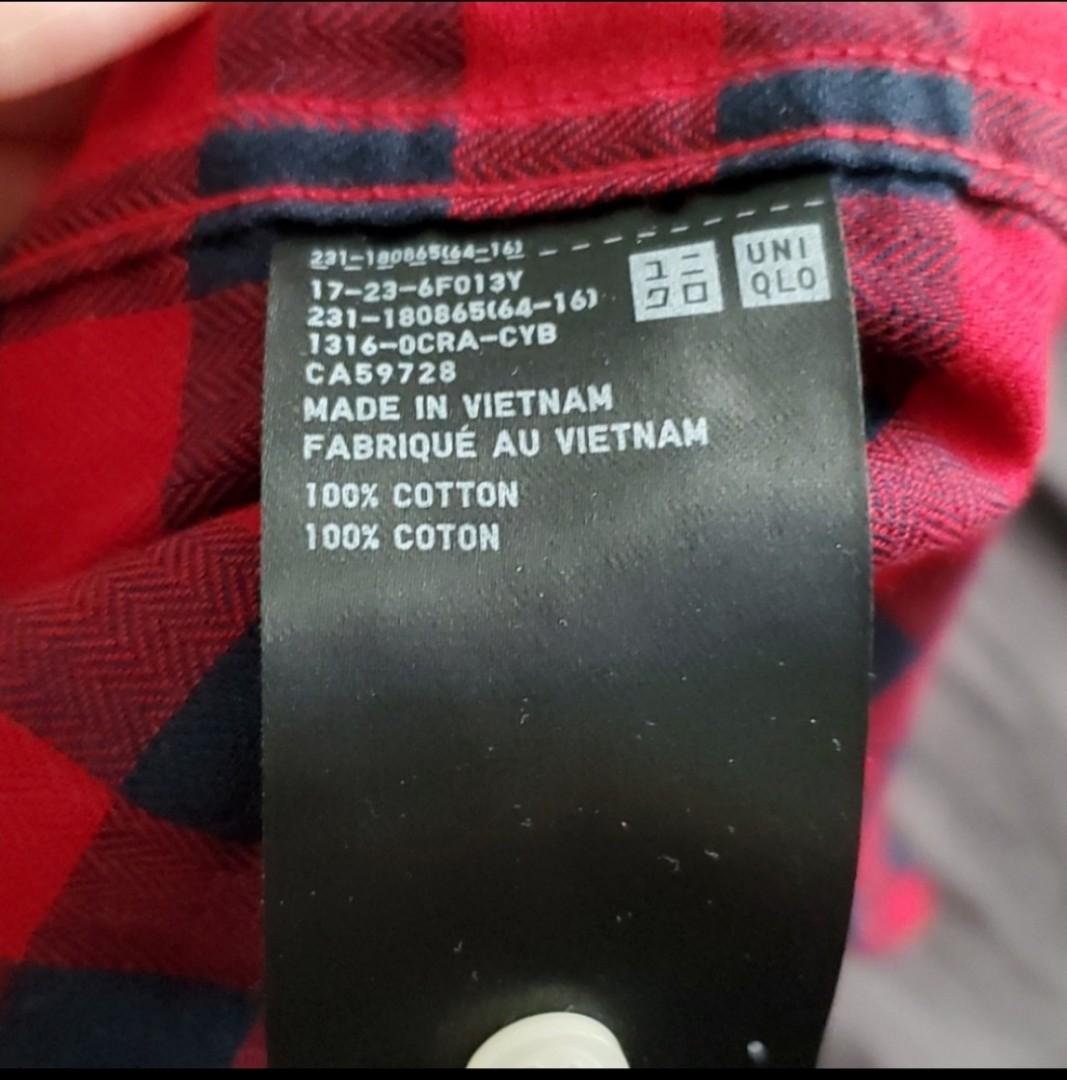 231-180865(64-16)
17-23-6F013Y
231-180865(64-16)
1316-0CRA-CYB
CA59728
MADE IN VIETNAM
FABRIQUÉ AU VIETNAM
100% COTTON
100% COTON
ユニ
クロ
UNI
QLO